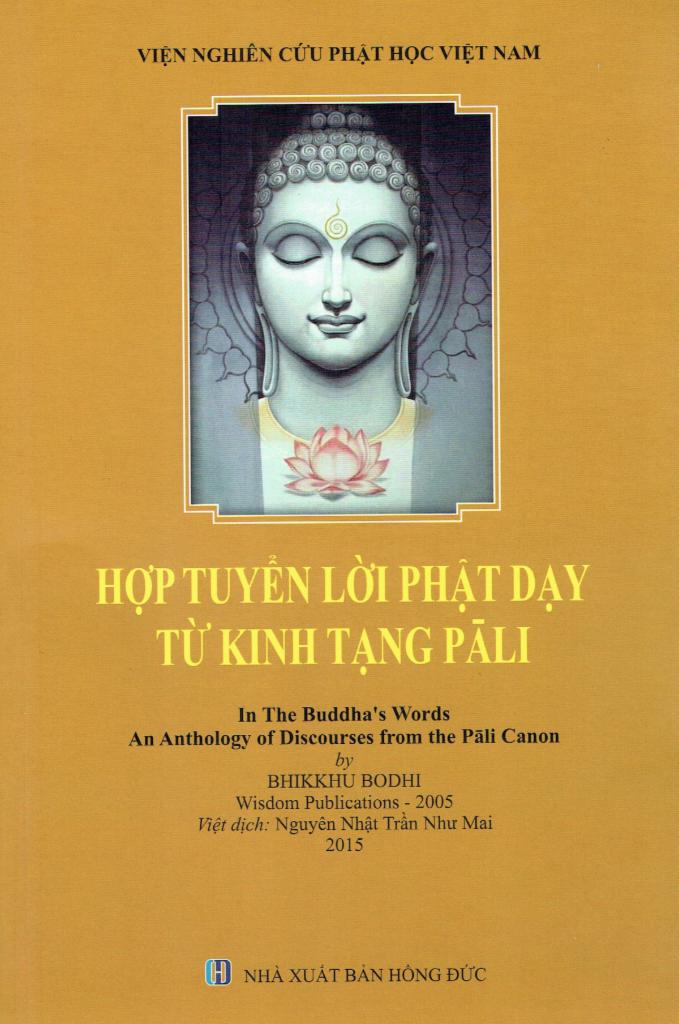 VIỆN NGHIÊN CỨU PHẬT HỌC VIỆT NAM
HỢP TUYỂN LỜI PHẬT DẠY
TỪ KINH TẠNG PĀLI
In The Buddha's Words
An Anthology of Discourses from the Pāli Canon
by
BHIKKHU BODHI
Wisdom Publications - 2005
Việt dịch: Nguyên Nhật Trần Như Mai
2015
NHÀ XUẤT BẢN HỒNG ĐỨC